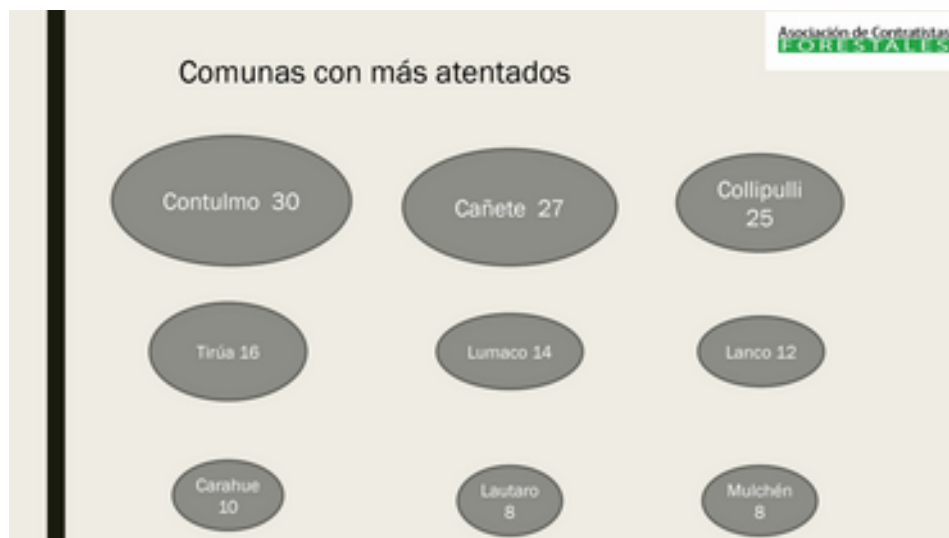 Asociación de Contratistas
FORESTALES
Comunas con más atentados
Contulmo 30
Cañete 27
Collipulli
25
Tirúa 16
Lumaco 14
Lanco 12
Carahue
10
Lautaro
8
Mulchén
8